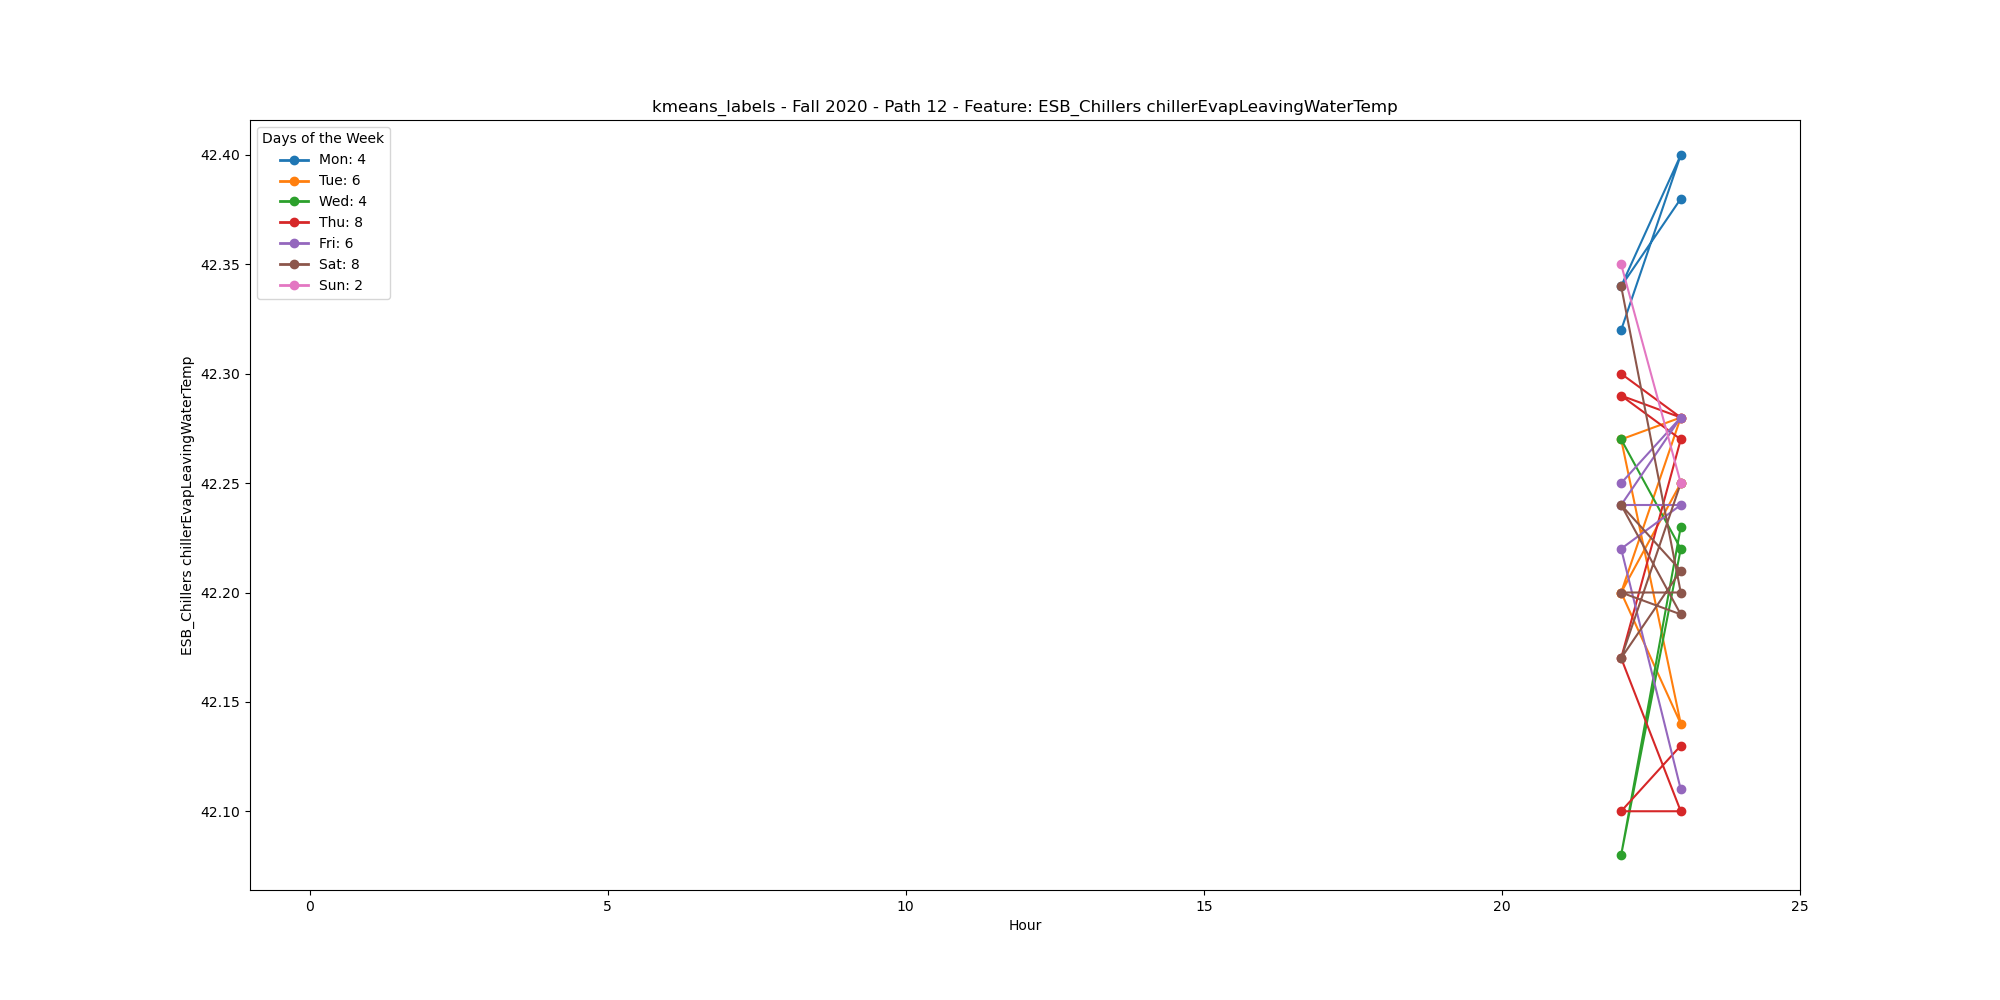 kmeans_labels - Fall 2020 - Path 12 - Feature: ESB_Chillers chillerEvapLeavingWaterTemp
Days of the Week
Mon: 4
Tue: 6
Wed: 4
Thu: 8
Fri: 6
Sat: 8
Sun: 2
ESB_Chillers chillerEvapLeavingWaterTemp
42.40
42.35
42.30
42.25
42.20
42.15
42.10
0 5 10 15 20 25
Hour